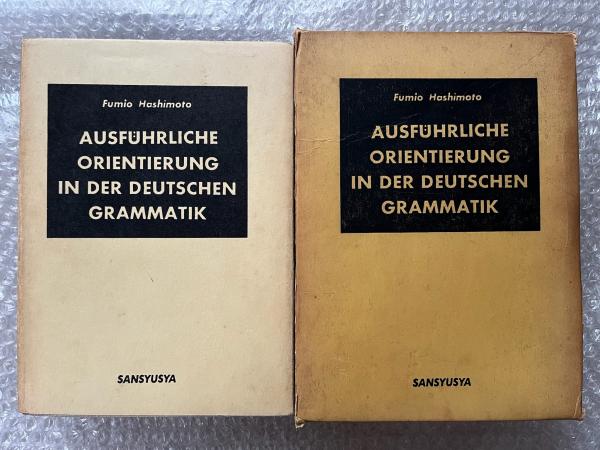 Fumio Hashimoto
AUSFÜHRLICHE
ORIENTIERUNG
IN DER DEUTSCHEN
GRAMMATIK
SANSYUSYA
Fumio Hashimoto
AUSFÜHRLICHE
ORIENTIERUNG
IN DER DEUTSCHEN
GRAMMATIK
SANSYUSYA